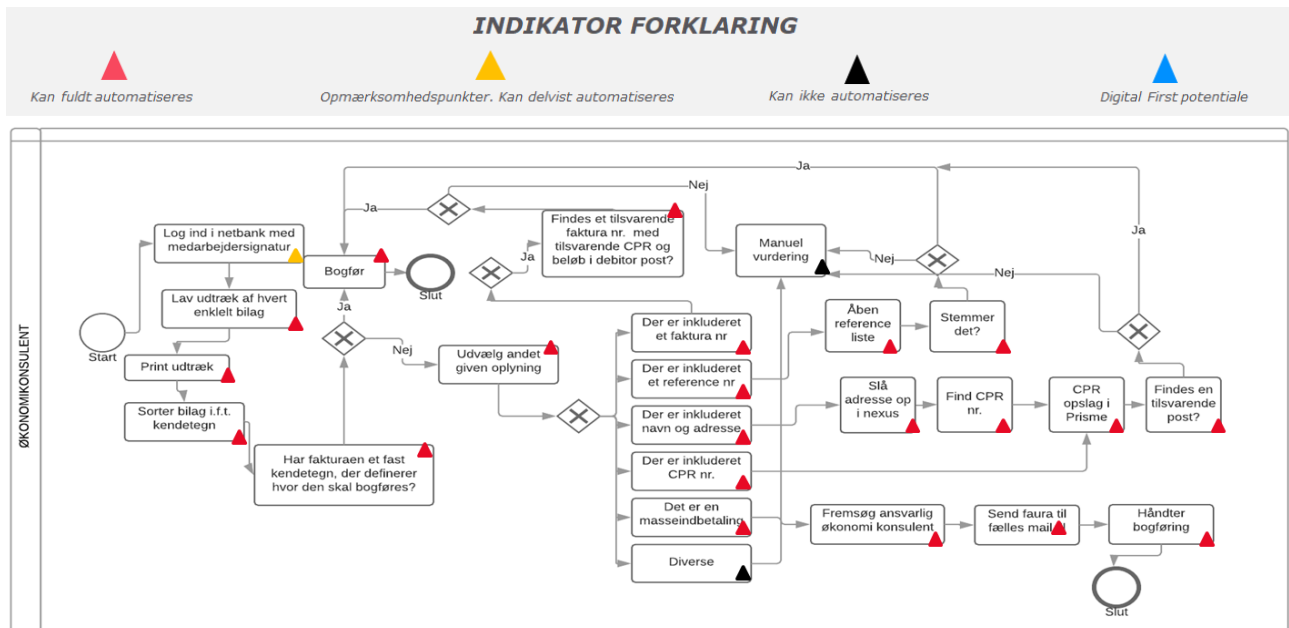 INDIKATOR FORKLARING
Kan fuldt automatiseres
Opmærksomhedspunkter. Kan delvist automatiseres
Kan ikke automatiseres
Digital First potentiale
ØKONOMIKONSULENT
Start
Log ind i netbank med
medarbejdersignatur
Lav udtræk af hvert
enklelt bilag
Print udtræk
Sorter bilag i.f.t.
kendetegn
Har fakturaen et fast
kendetegn, der definerer
hvor den skal bogføres?
Ja
Nej
Bogfør
Slut
Udvælg andet
given oplyning
Der er inkluderet
et faktura nr
Ja
Findes et tilsvarende
faktura nr. med
tilsvarende CPR og
beløb i debitor post?
Ja
Nej
Der er inkluderet
et reference nr
Åben
reference
liste
Stemmer
det?
Nej
Ja
Manuel
vurdering
Der er inkluderet
navn og adresse
Slå
adresse op
i nexus
Find CPR
nr.
CPR
opslag i
Prisme
Findes en
tilsvarende
post?
Nej
Ja
Der er inkluderet
CPR nr.
Det er en
masseindbetaling
Fremsøg ansvarlig
økonomi konsulent
Send faura til
fælles
Håndter
bogføring
Slut
Diverse